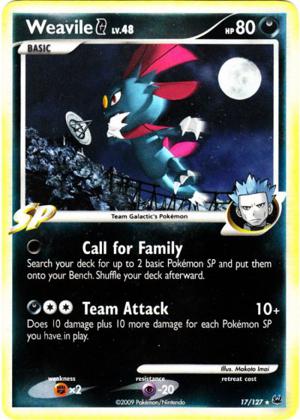 Weavile G LV.48
HP 80
BASIC
Team Galactic's Pokémon
SP
Call for Family
Search your deck for up to 2 basic Pokémon SP and put them
onto your Bench. Shuffle your deck afterward.
Team Attack 10+
Does 10 damage plus 10 more damage for each Pokémon SP
you have in play.
Illus. Makoto Imai
weakness resistance retreat cost
×2 -20
©2009 Pokémon/Nintendo 17/127 ★